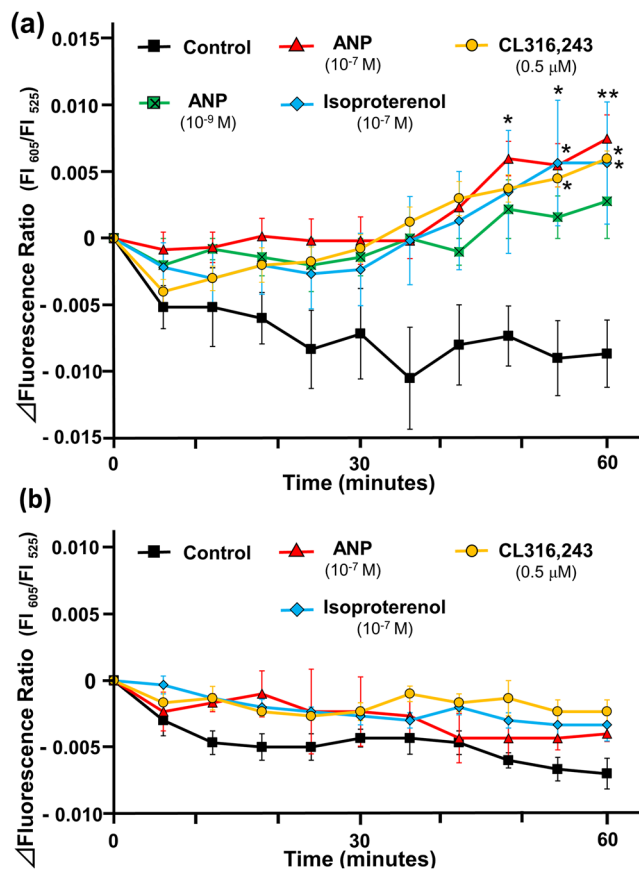 (a)
ΔFluorescence Ratio (FI 605/FI 525)
0.015
0.010
0.005
0
- 0.005
- 0.010
- 0.015
Control
ANP
(10-7 M)
CL316,243
(0.5 μM)
ANP
(10-9 M)
Isoproterenol
(10-7 M)
*
*
**
*
*
*
*
0
30
60
Time (minutes)
(b)
ΔFluorescence Ratio (FI 605/FI 525)
0.010
0.005
0
- 0.005
- 0.010
Control
ANP
(10-7 M)
CL316,243
(0.5 μM)
Isoproterenol
(10-7 M)
0
30
60
Time (minutes)